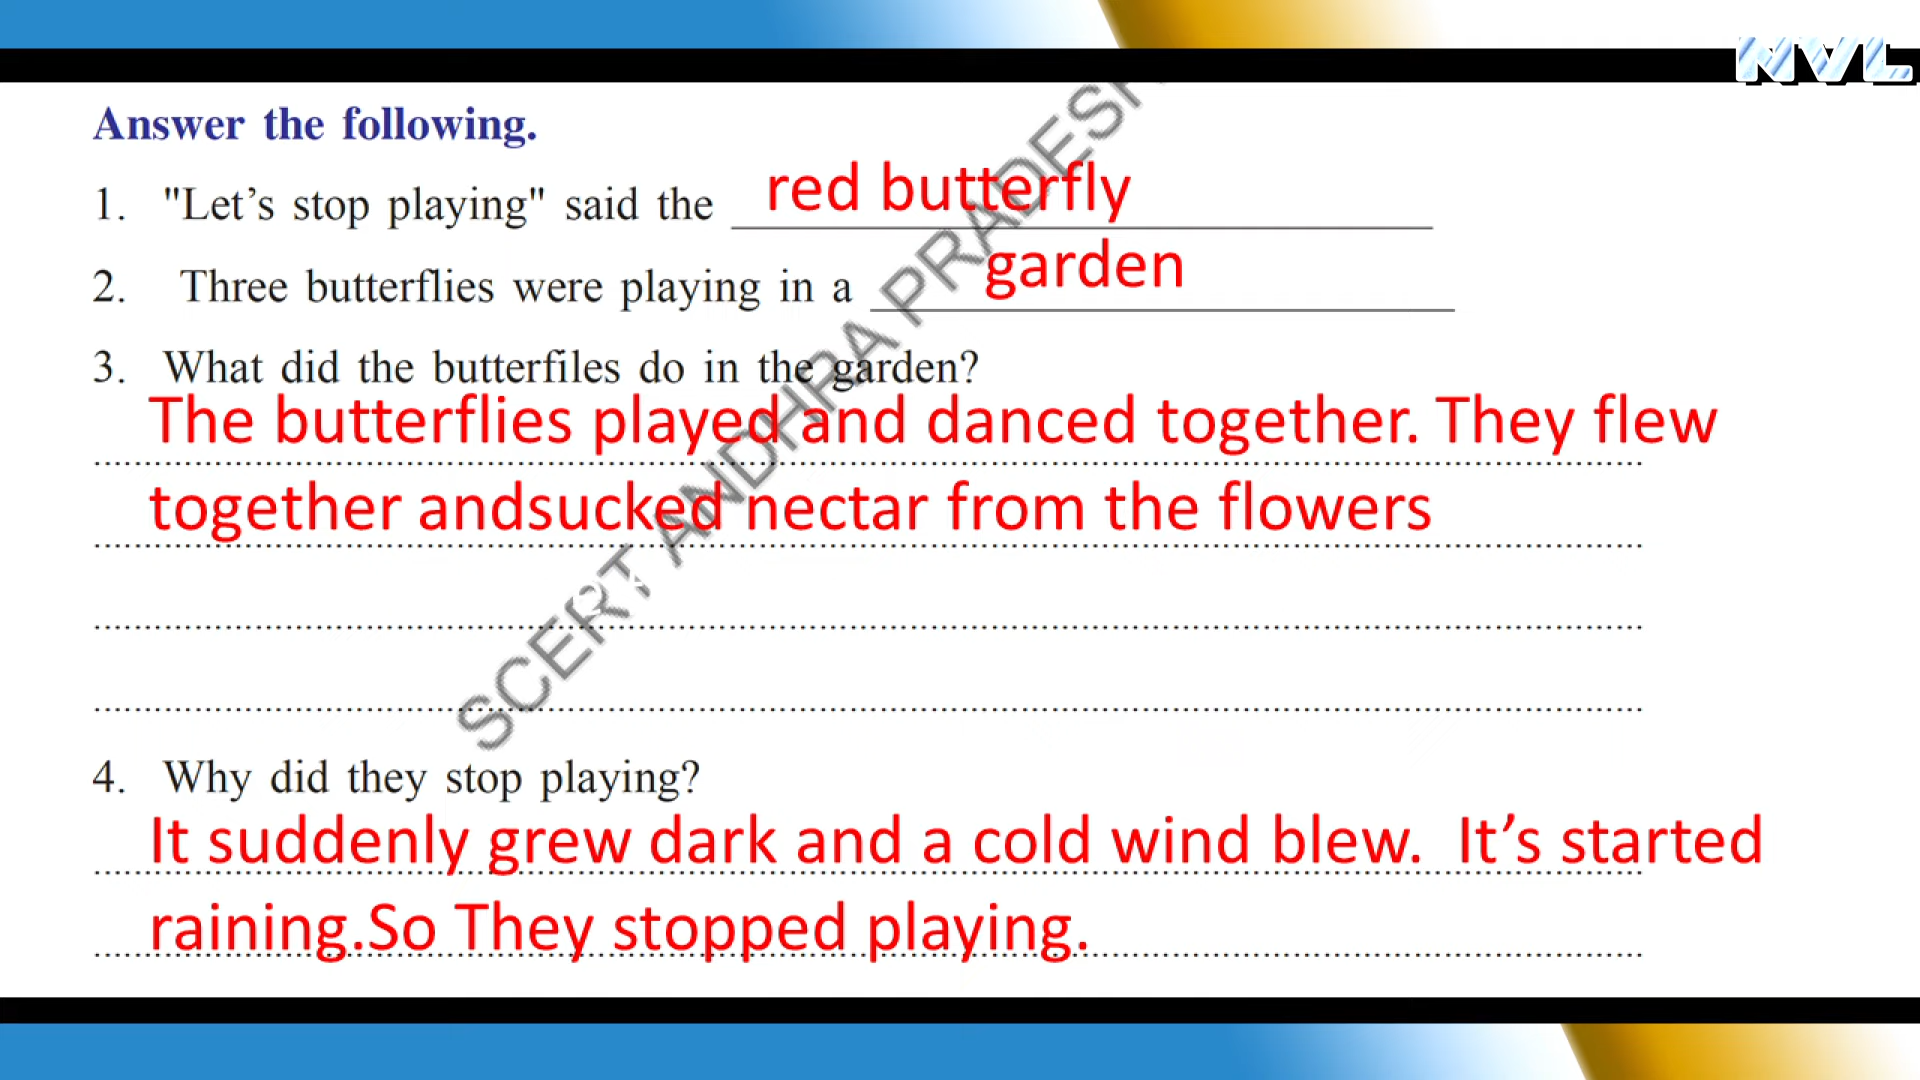 NVL
Answer the following.
1. "Let’s stop playing" said the red butterfly
2. Three butterflies were playing in a garden
3. What did the butterfiles do in the garden?
The butterflies played and danced together. They flew
together andsucked nectar from the flowers
4. Why did they stop playing?
It suddenly grew dark and a cold wind blew. It’s started
raining.So They stopped playing.
SCERT ANDHRA PRADESH